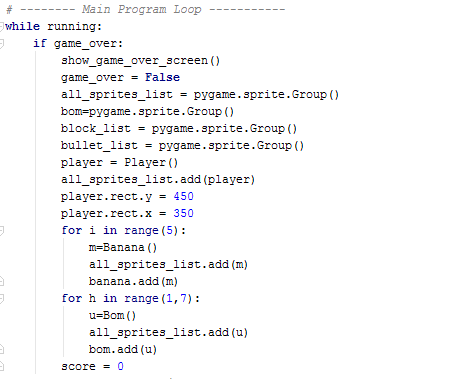 # -------- Main Program Loop -----------
while running:
    if game_over:
        show_game_over_screen()
        game_over = False
        all_sprites_list = pygame.sprite.Group()
        bom=pygame.sprite.Group()
        block_list = pygame.sprite.Group()
        bullet_list = pygame.sprite.Group()
        player = Player()
        all_sprites_list.add(player)
        player.rect.y = 450
        player.rect.x = 350
        for i in range(5):
            m=Banana()
            all_sprites_list.add(m)
            banana.add(m)
        for h in range(1,7):
            u=Bom()
            all_sprites_list.add(u)
            bom.add(u)
        score = 0